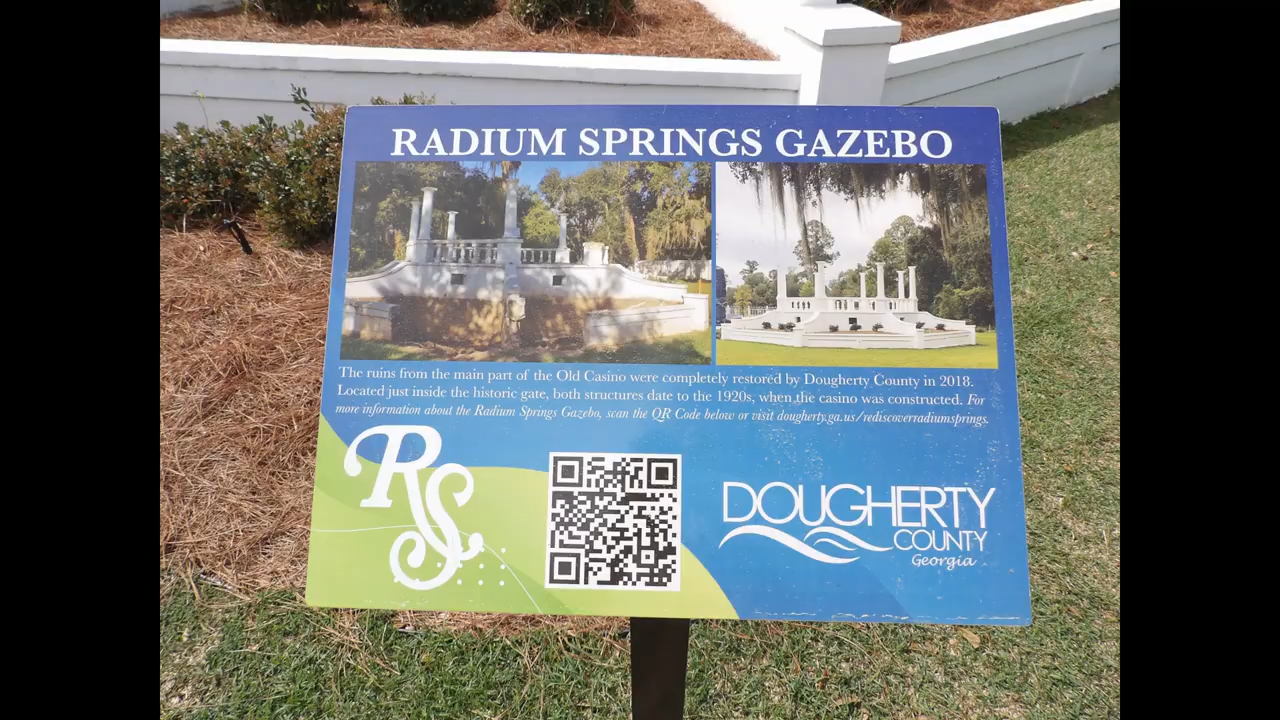 RADIUM SPRINGS GAZEBO
The ruins from the main part of the Old Casino were completely restored by Dougherty County in 2018.
Located just inside the historic gate, both structures date to the 1920s, when the casino was constructed. For
more information about the Radium Springs Gazebo, scan the QR Code below or visit dougherty.ga.us/rediscoverradiumsprings.
RS
DOUGHERTY
COUNTY
Georgia